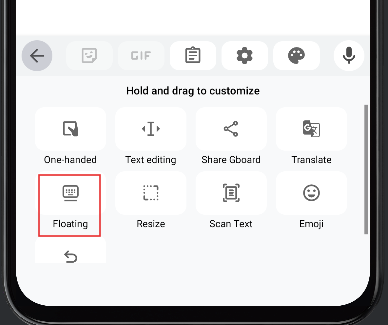 GIF
Hold and drag to customize
One-handed Text editing Share Gboard Translate
Floating Resize Scan Text Emoji